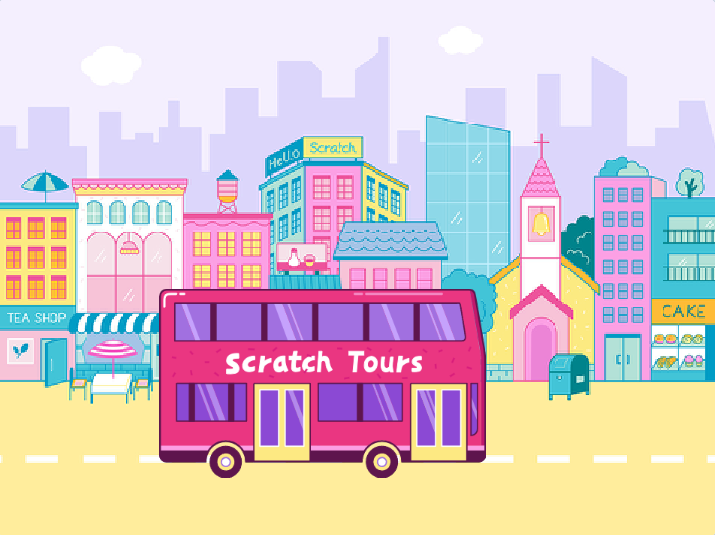 HeLLo
Scratch
TEA SHOP
CAKE
Scratch Tours